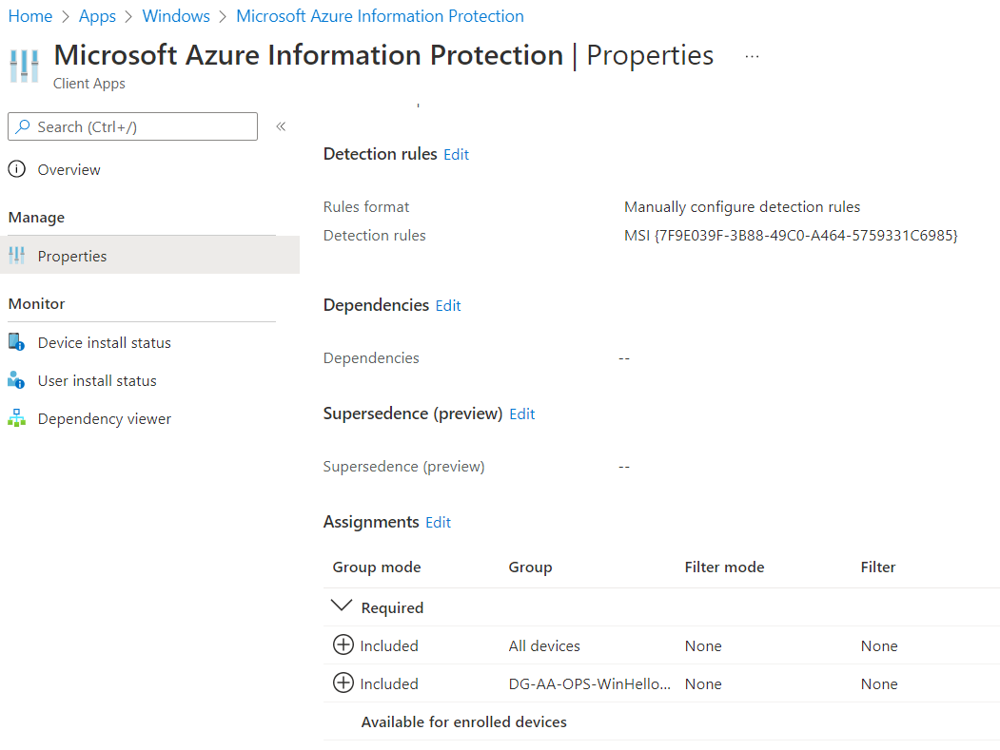 Home > Apps > Windows > Microsoft Azure Information Protection
Microsoft Azure Information Protection | Properties ...
Client Apps
Search (Ctrl+/) «
Overview
Manage
Properties
Monitor
Device install status
User install status
Dependency viewer
Detection rules Edit
Rules format Manually configure detection rules
Detection rules MSI {7F9E039F-3B88-49C0-A464-5759331C6985}
Dependencies Edit
Dependencies --
Supersedence (preview) Edit
Supersedence (preview) --
Assignments Edit
Group mode Group Filter mode Filter
Required
Included All devices None None
Included DG-AA-OPS-WinHello... None None
Available for enrolled devices